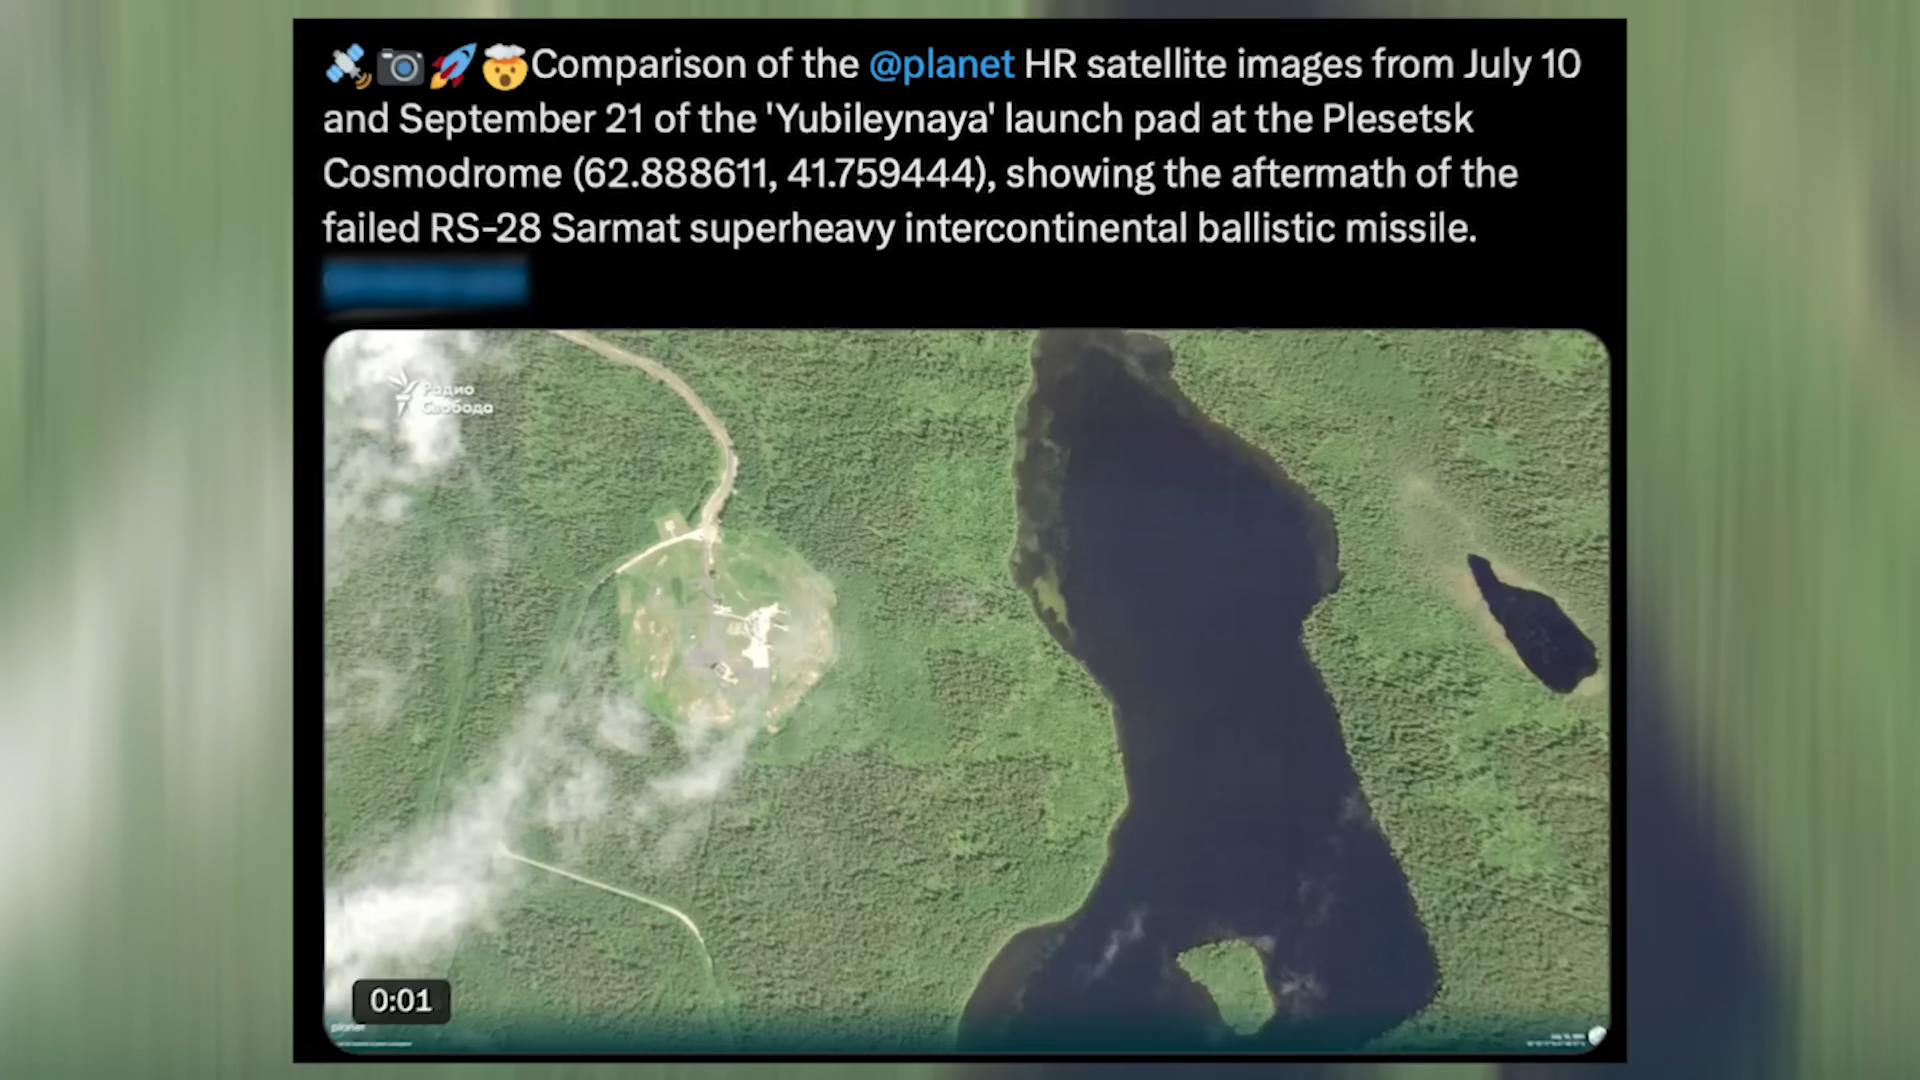 Comparison of the @planet HR satellite images from July 10
and September 21 of the 'Yubileynaya' launch pad at the Plesetsk
Cosmodrome (62.888611, 41.759444), showing the aftermath of the
failed RS-28 Sarmat superheavy intercontinental ballistic missile.
Радио
Свобода
0:01
planet